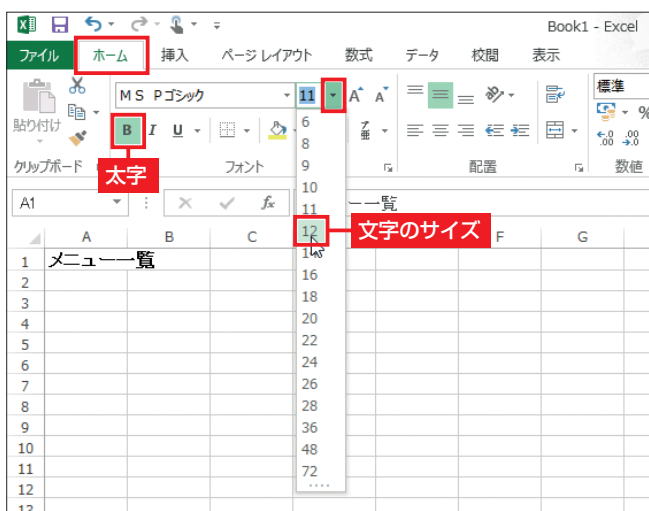 Book1 - Excel
ファイル ホーム 挿入 ページレイアウト 数式 データ 校閲 表示
ＭＳ Ｐゴシック 11 A A 標準
貼り付け B I U 亜 %
太字
クリップボード フォント 配置 数値
A1 fx メニュー一覧
6
8
9
10
11
12
文字のサイズ
16
18
20
22
24
26
28
36
48
72
A B C F G
1 メニュー一覧
2
3
4
5
6
7
8
9
10
11
12